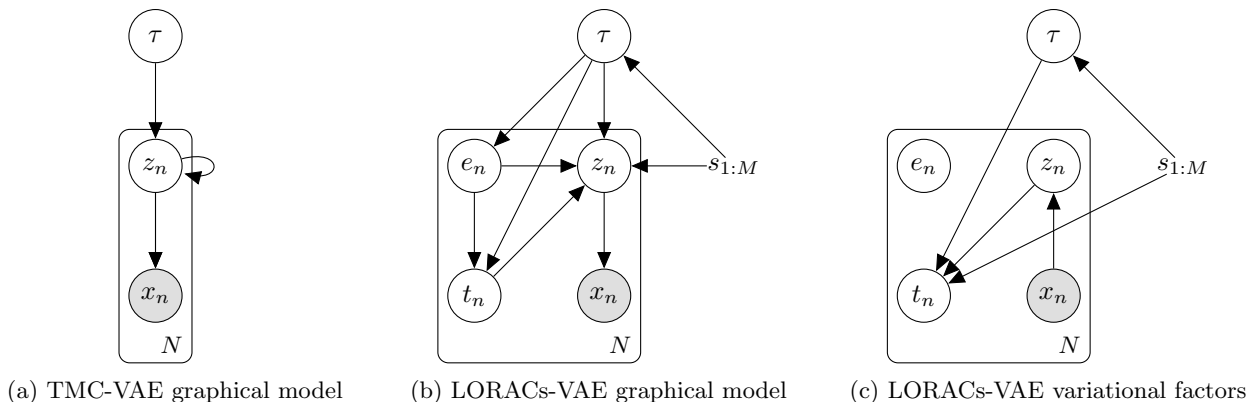 τ
z_n
x_n
N
(a) TMC-VAE graphical model
τ
e_n
z_n
s_{1:M}
t_n
x_n
N
(b) LORACs-VAE graphical model
τ
e_n
z_n
s_{1:M}
t_n
x_n
N
(c) LORACs-VAE variational factors